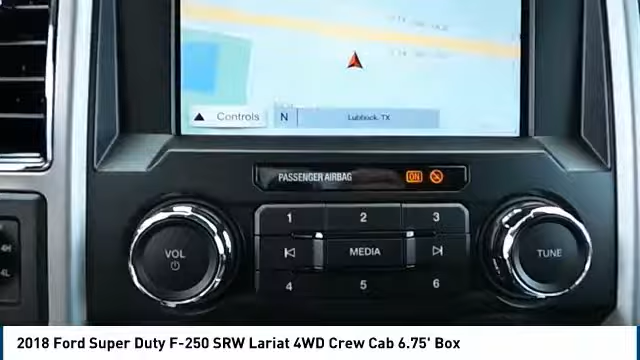 Controls
N
Lubbock, TX
PASSENGER AIRBAG ON
1 2 3
VOL
MEDIA
TUNE
4H
4L
4 5 6
2018 Ford Super Duty F-250 SRW Lariat 4WD Crew Cab 6.75' Box